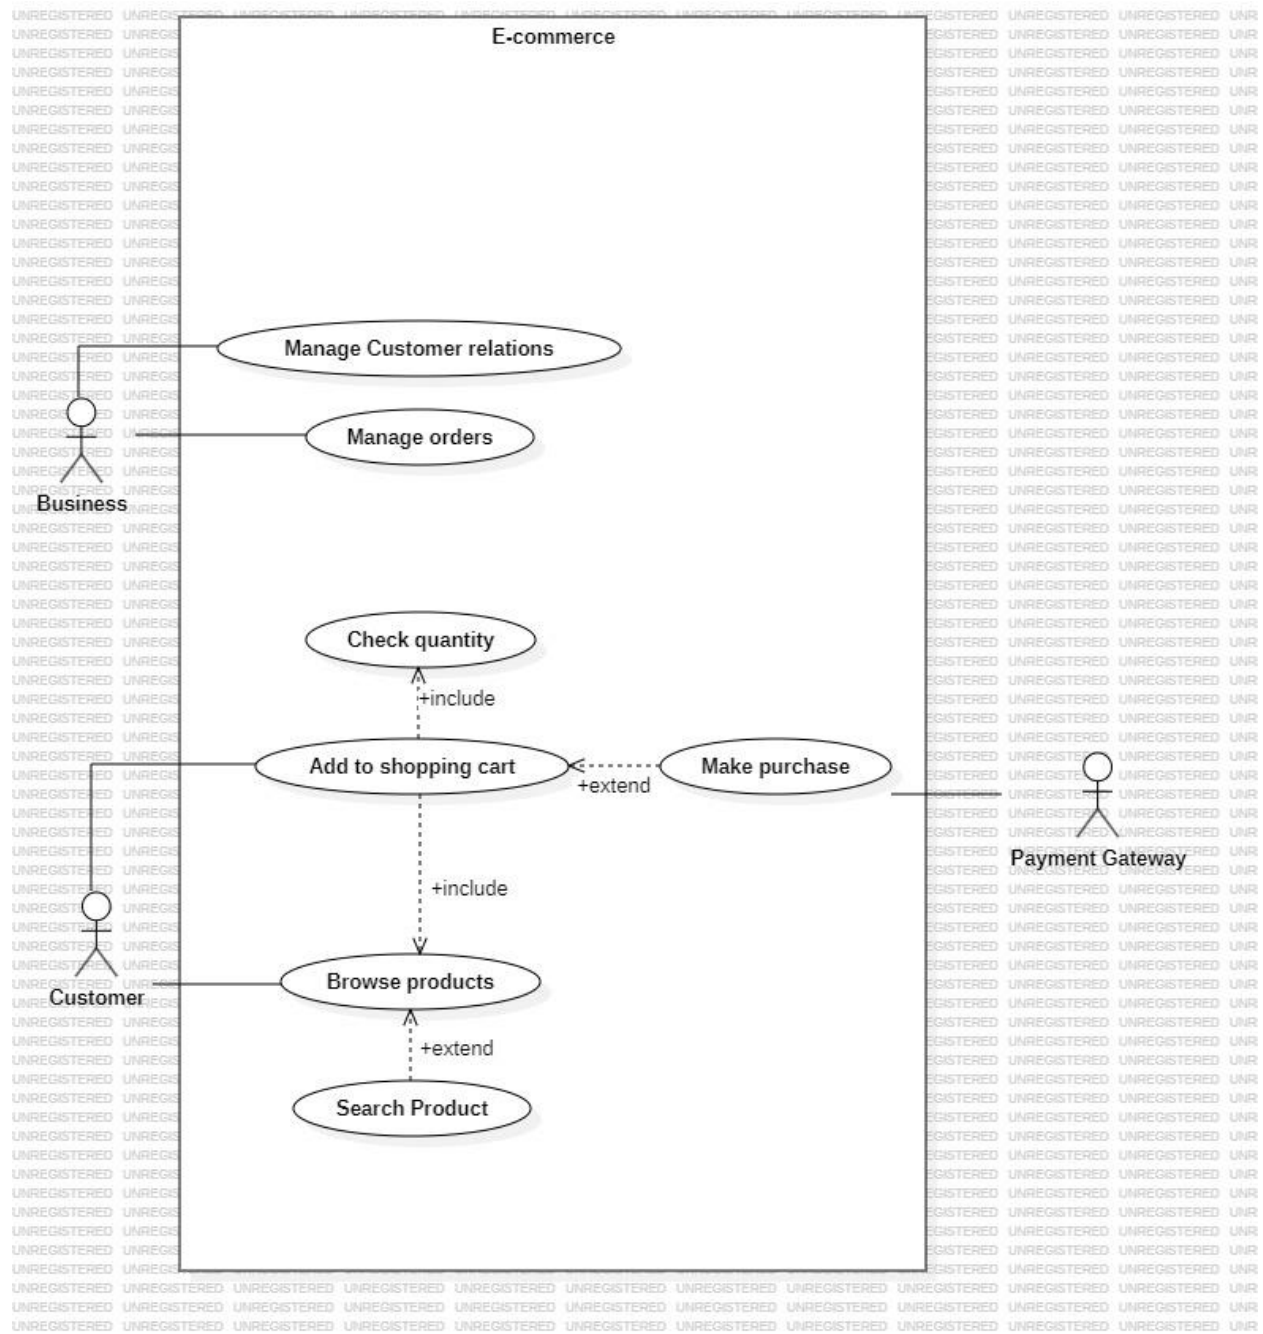 E-commerce
Manage Customer relations
Manage orders
Business
Check quantity
+include
Add to shopping cart
Make purchase
+extend
Payment Gateway
+include
Browse products
Customer
+extend
Search Product
UNREGISTERED